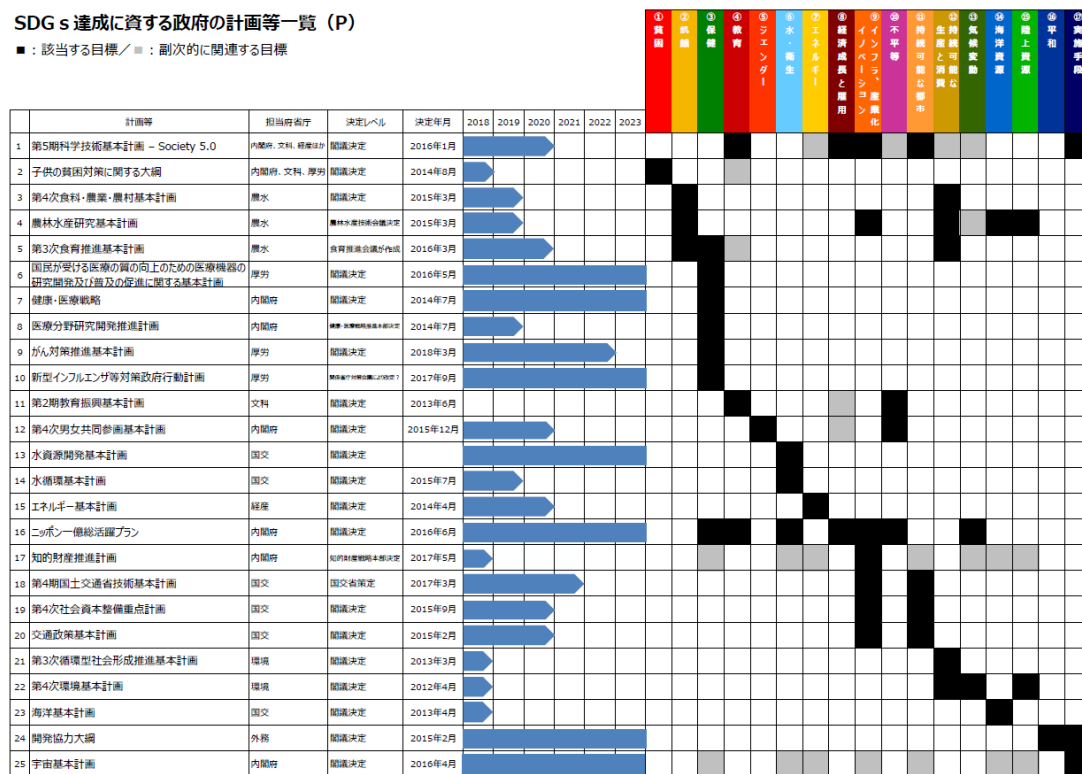 SDGｓ達成に資する政府の計画等一覧（P）
■：該当する目標／■：副次的に関連する目標
①貧困
②飢餓
③保健
④教育
⑤ジェンダー
⑥水・衛生
⑦エネルギー
⑧経済成長と雇用
⑨インフラ、産業化
イノベーション
⑩不平等
⑪持続可能な都市
⑫持続可能な
生産と消費
⑬気候変動
⑭海洋資源
⑮陸上資源
⑯平和
⑰実施手段
計画等 担当府省庁 決定レベル 決定年月 2018 2019 2020 2021 2022 2023
1 第5期科学技術基本計画 – Society 5.0 内閣府、文科、経産ほか 閣議決定 2016年1月
2 子供の貧困対策に関する大綱 内閣府、文科、厚労 閣議決定 2014年8月
3 第4次食料・農業・農村基本計画 農水 閣議決定 2015年3月
4 農林水産研究基本計画 農水 農林水産技術会議決定 2015年3月
5 第3次食育推進基本計画 農水 食育推進会議が作成 2016年3月
6 国民が受ける医療の質の向上のための医療機器の
研究開発及び普及の促進に関する基本計画 厚労 閣議決定 2016年5月
7 健康・医療戦略 内閣府 閣議決定 2014年7月
8 医療分野研究開発推進計画 内閣府 健康・医療戦略推進本部決定 2014年7月
9 がん対策推進基本計画 厚労 閣議決定 2018年3月
10 新型インフルエンザ等対策政府行動計画 厚労 関係省庁対策会議により改定？ 2017年9月
11 第2期教育振興基本計画 文科 閣議決定 2013年6月
12 第4次男女共同参画基本計画 内閣府 閣議決定 2015年12月
13 水資源開発基本計画 国交 閣議決定
14 水循環基本計画 国交 閣議決定 2015年7月
15 エネルギー基本計画 経産 閣議決定 2014年4月
16 ニッポン一億総活躍プラン 内閣府 閣議決定 2016年6月
17 知的財産推進計画 内閣府 知的財産戦略本部決定 2017年5月
18 第4期国土交通省技術基本計画 国交 国交省策定 2017年3月
19 第4次社会資本整備重点計画 国交 閣議決定 2015年9月
20 交通政策基本計画 国交 閣議決定 2015年2月
21 第3次循環型社会形成推進基本計画 環境 閣議決定 2013年3月
22 第4次環境基本計画 環境 閣議決定 2012年4月
23 海洋基本計画 国交 閣議決定 2013年4月
24 開発協力大綱 外務 閣議決定 2015年2月
25 宇宙基本計画 内閣府 閣議決定 2016年4月